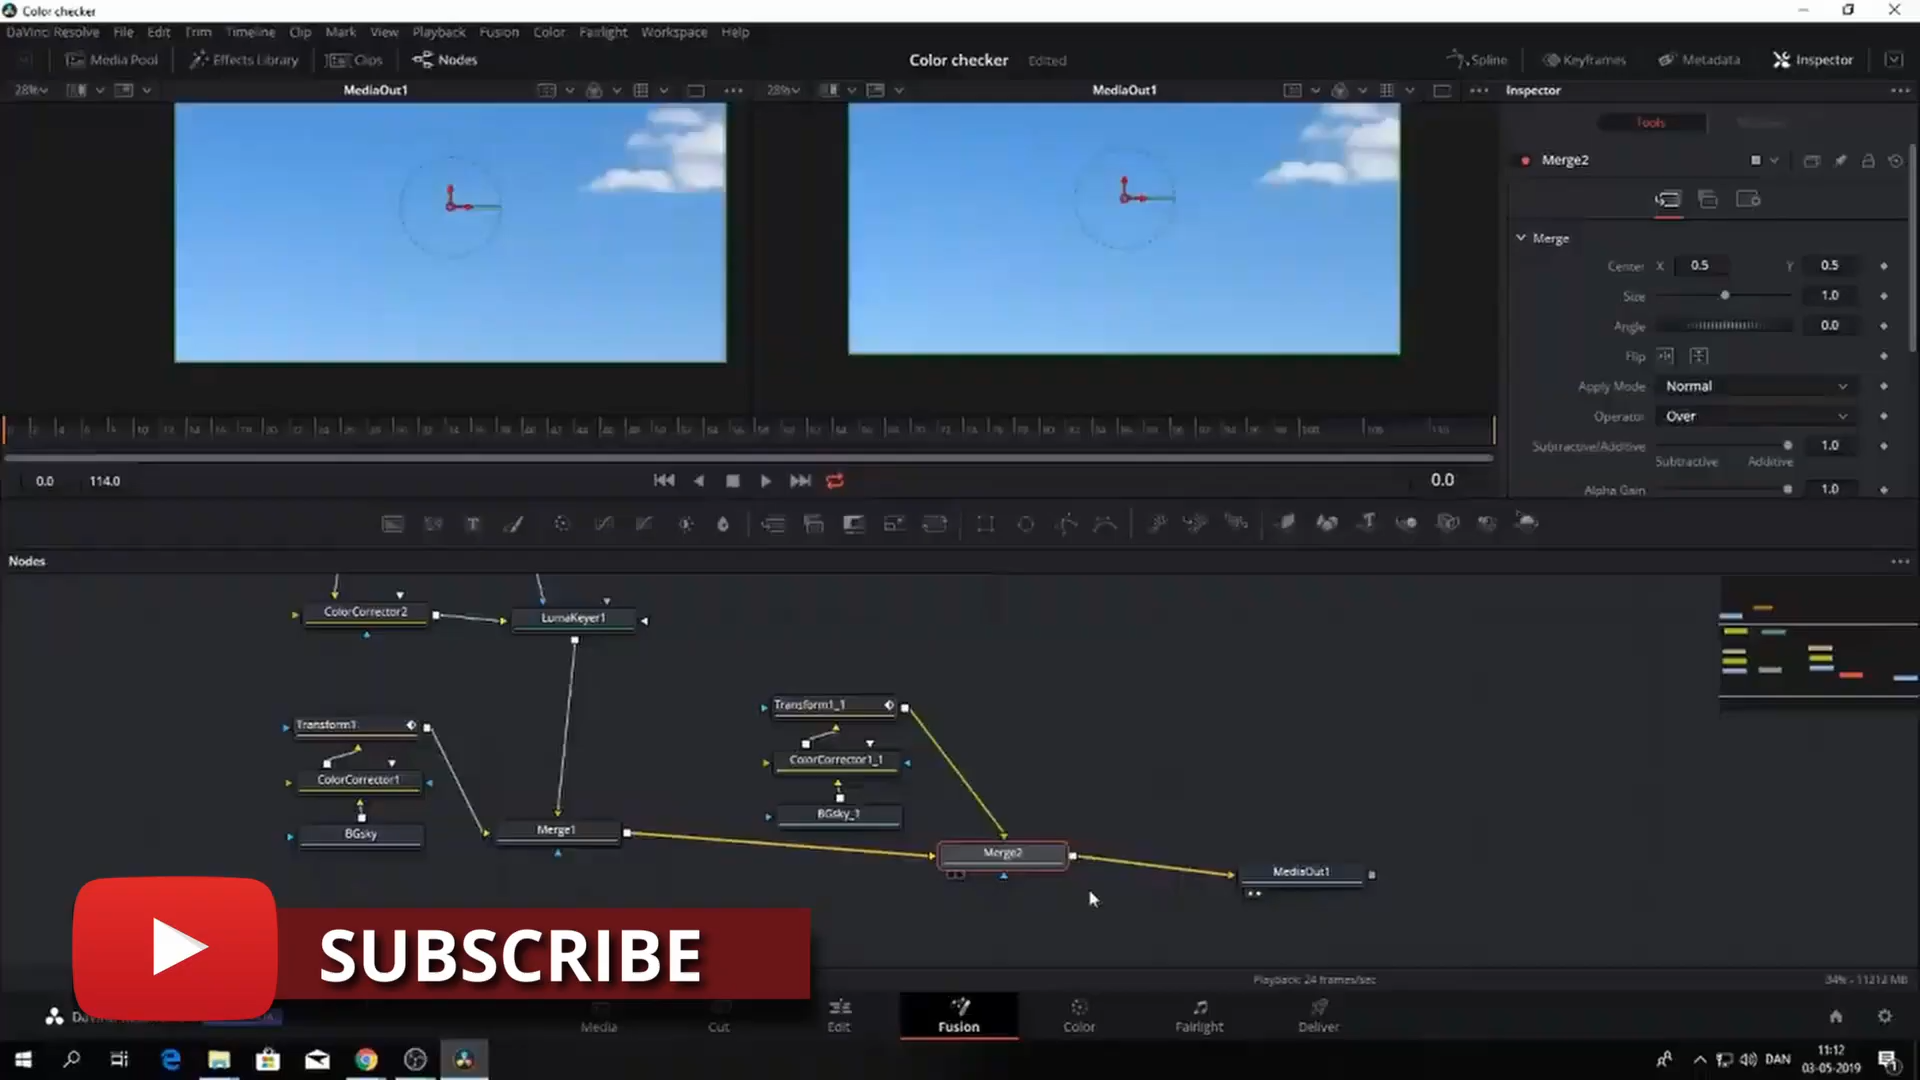 Color checker
DaVinci Resolve File Edit Trim Timeline Clip Mark View Playback Fusion Color Fairlight Workspace Help
Media Pool Effects Library Clips Nodes Color checker Edited Spline Keyframes Metadata Inspector
28% MediaOut1 28% MediaOut1 Inspector
Tools
Merge2
Merge
Center X 0.5 Y 0.5
Size 1.0
Angle 0.0
Flip
Apply Mode Normal
Operator Over
Subtractive/Additive 1.0
Subtractive Additive
Alpha Gain 1.0
0.0 114.0 0.0
Nodes
ColorCorrector2 LumaKeyer1
Transform1 Transform1_1
ColorCorrector1 ColorCorrector1_1
BGsky BGsky_1
Merge1 Merge2 MediaOut1
SUBSCRIBE
Playback: 24 frames/sec 34% - 11212 MB
Media Cut Edit Fusion Color Fairlight Deliver
DAN 11:12
03-05-2019